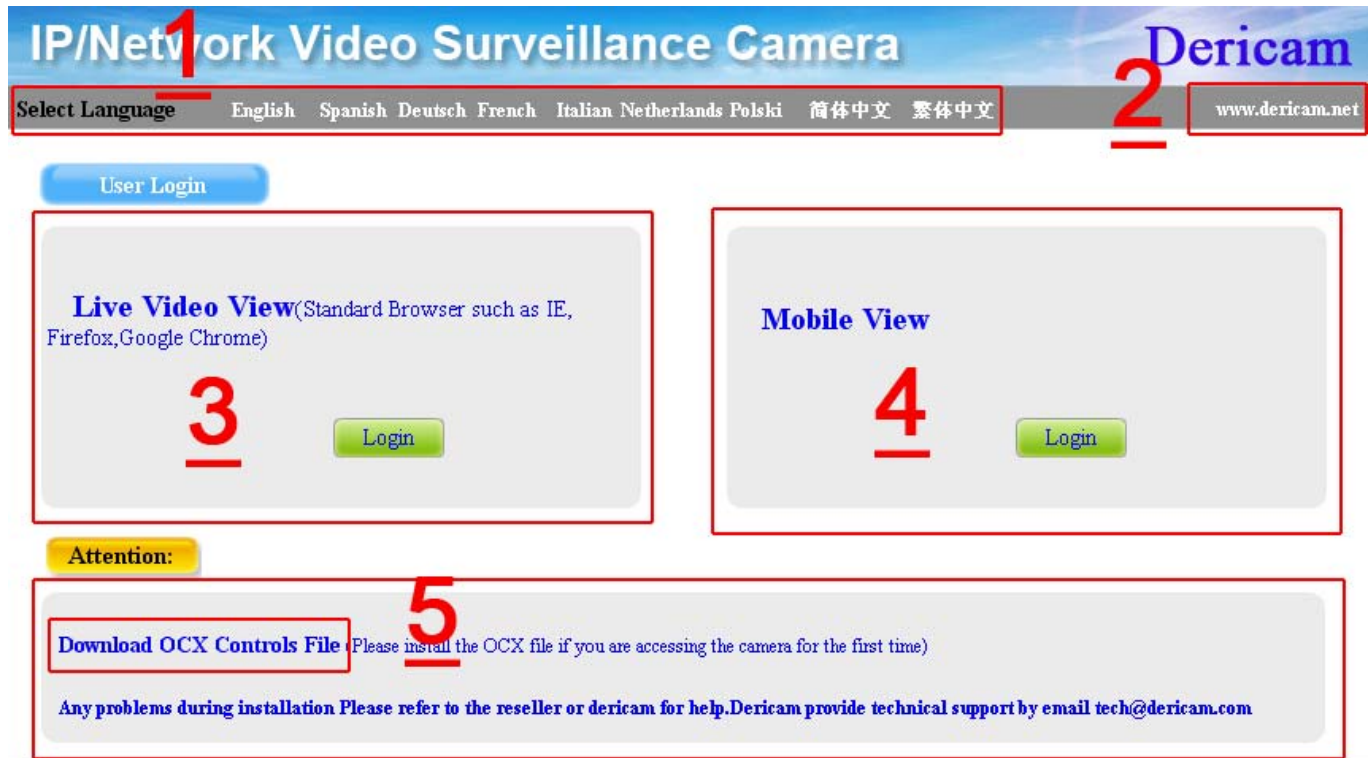 IP/Network Video Surveillance Camera
Dericam
1
2
Select Language English Spanish Deutsch French Italian Netherlands Polski 简体中文 繁体中文
www.dericam.net
User Login
Live Video View(Standard Browser such as IE,
Firefox,Google Chrome)
3
Login
Mobile View
4
Login
Attention:
5
Download OCX Controls File (Please install the OCX file if you are accessing the camera for the first time)
Any problems during installation Please refer to the reseller or dericam for help.Dericam provide technical support by email tech@dericam.com